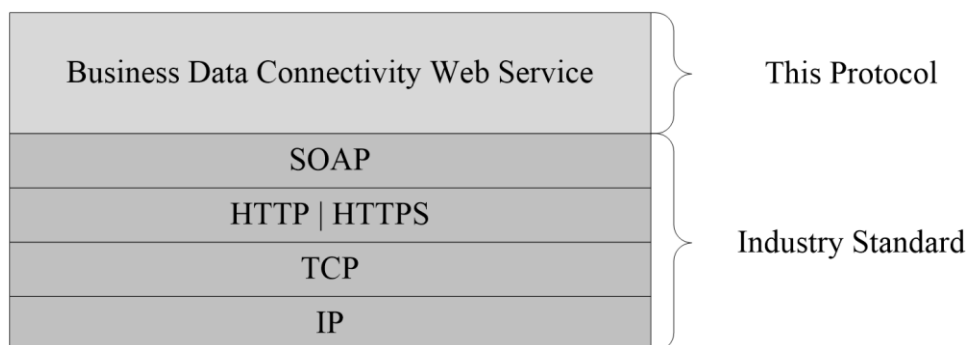 Business Data Connectivity Web Service
This Protocol
SOAP
HTTP | HTTPS
TCP
IP
Industry Standard